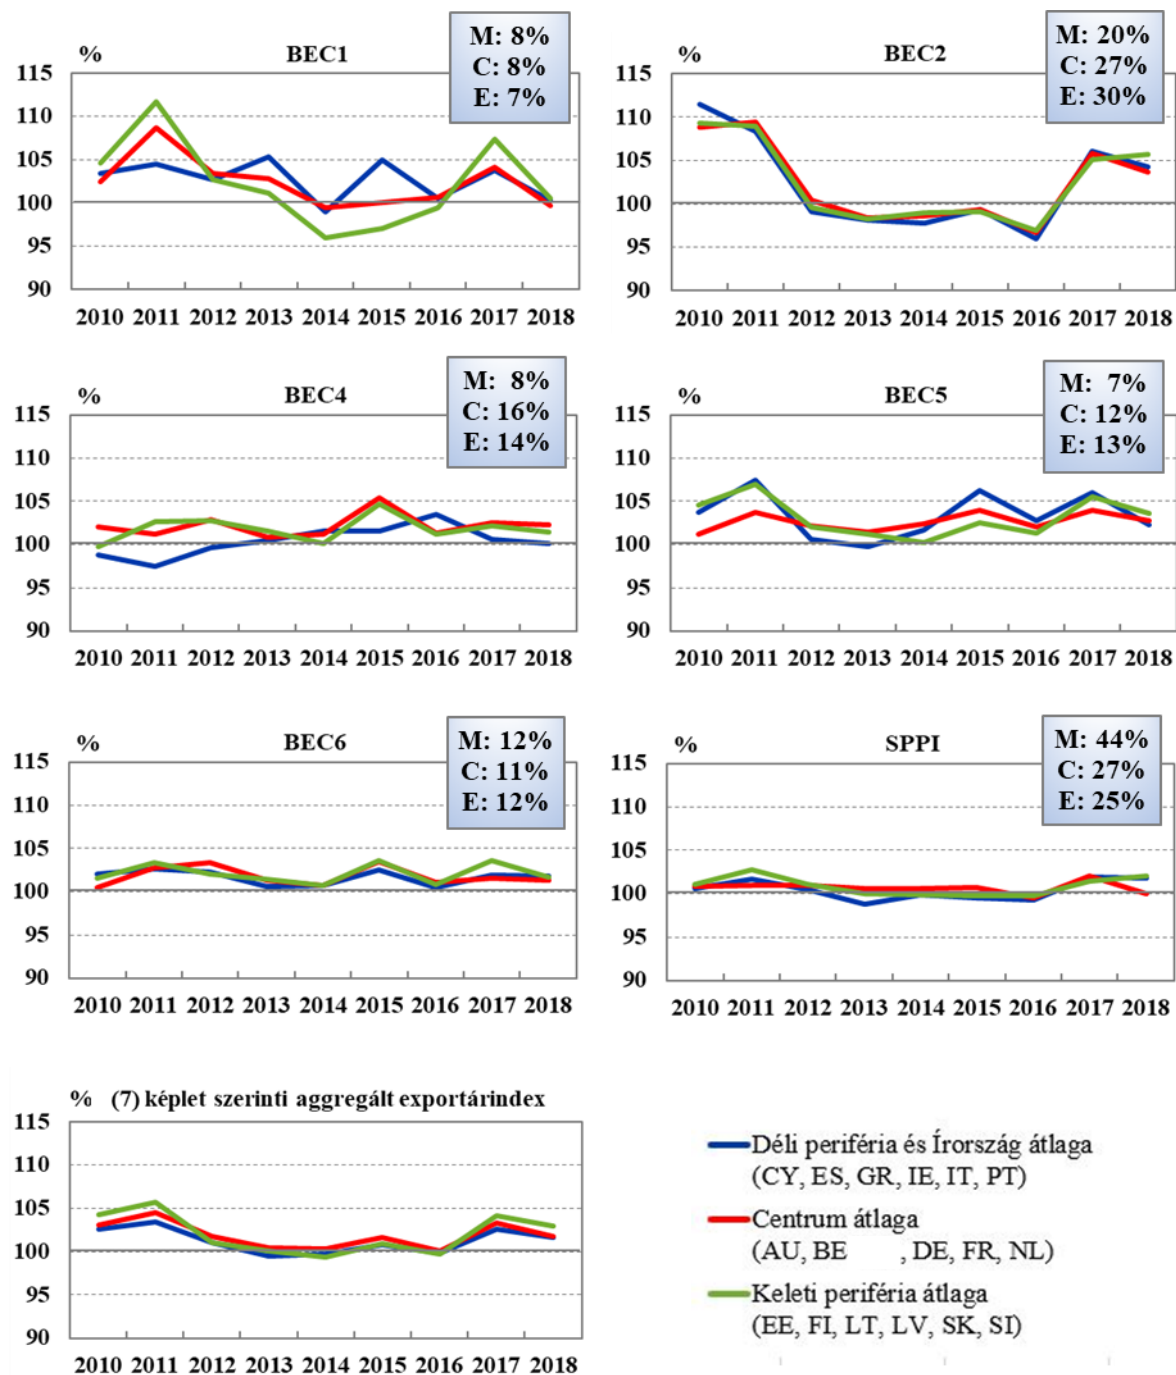 % BEC1
M: 8%
C: 8%
E: 7%
115
110
105
100
95
90
2010 2011 2012 2013 2014 2015 2016 2017 2018
% BEC2
M: 20%
C: 27%
E: 30%
115
110
105
100
95
90
2010 2011 2012 2013 2014 2015 2016 2017 2018
% BEC4
M: 8%
C: 16%
E: 14%
115
110
105
100
95
90
2010 2011 2012 2013 2014 2015 2016 2017 2018
% BEC5
M: 7%
C: 12%
E: 13%
115
110
105
100
95
90
2010 2011 2012 2013 2014 2015 2016 2017 2018
% BEC6
M: 12%
C: 11%
E: 12%
115
110
105
100
95
90
2010 2011 2012 2013 2014 2015 2016 2017 2018
% SPPI
M: 44%
C: 27%
E: 25%
115
110
105
100
95
90
2010 2011 2012 2013 2014 2015 2016 2017 2018
% (7) képlet szerinti aggregált exportárindex
115
110
105
100
95
90
2010 2011 2012 2013 2014 2015 2016 2017 2018
Déli periféria és Írország átlaga
(CY, ES, GR, IE, IT, PT)
Centrum átlaga
(AU, BE , DE, FR, NL)
Keleti periféria átlaga
(EE, FI, LT, LV, SK, SI)